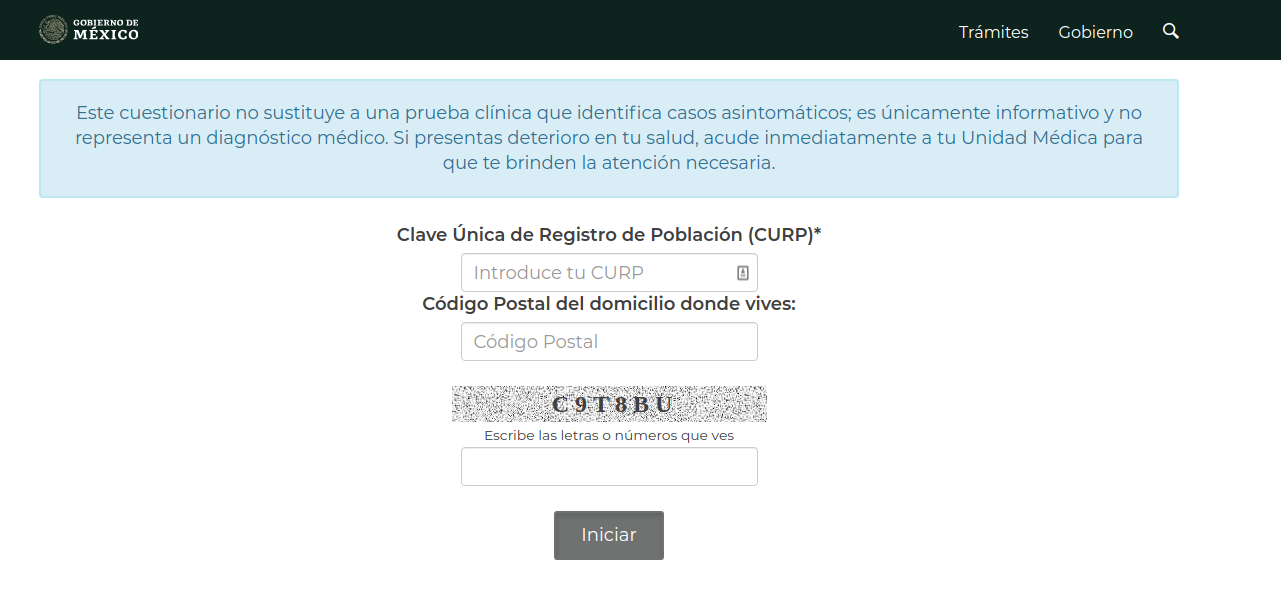 GOBIERNO DE
MÉXICO
Trámites Gobierno
Este cuestionario no sustituye a una prueba clínica que identifica casos asintomáticos; es únicamente informativo y no
representa un diagnóstico médico. Si presentas deterioro en tu salud, acude inmediatamente a tu Unidad Médica para
que te brinden la atención necesaria.
Clave Única de Registro de Población (CURP)*
Introduce tu CURP
Código Postal del domicilio donde vives:
Código Postal
C9T8BU
Escribe las letras o números que ves
Iniciar